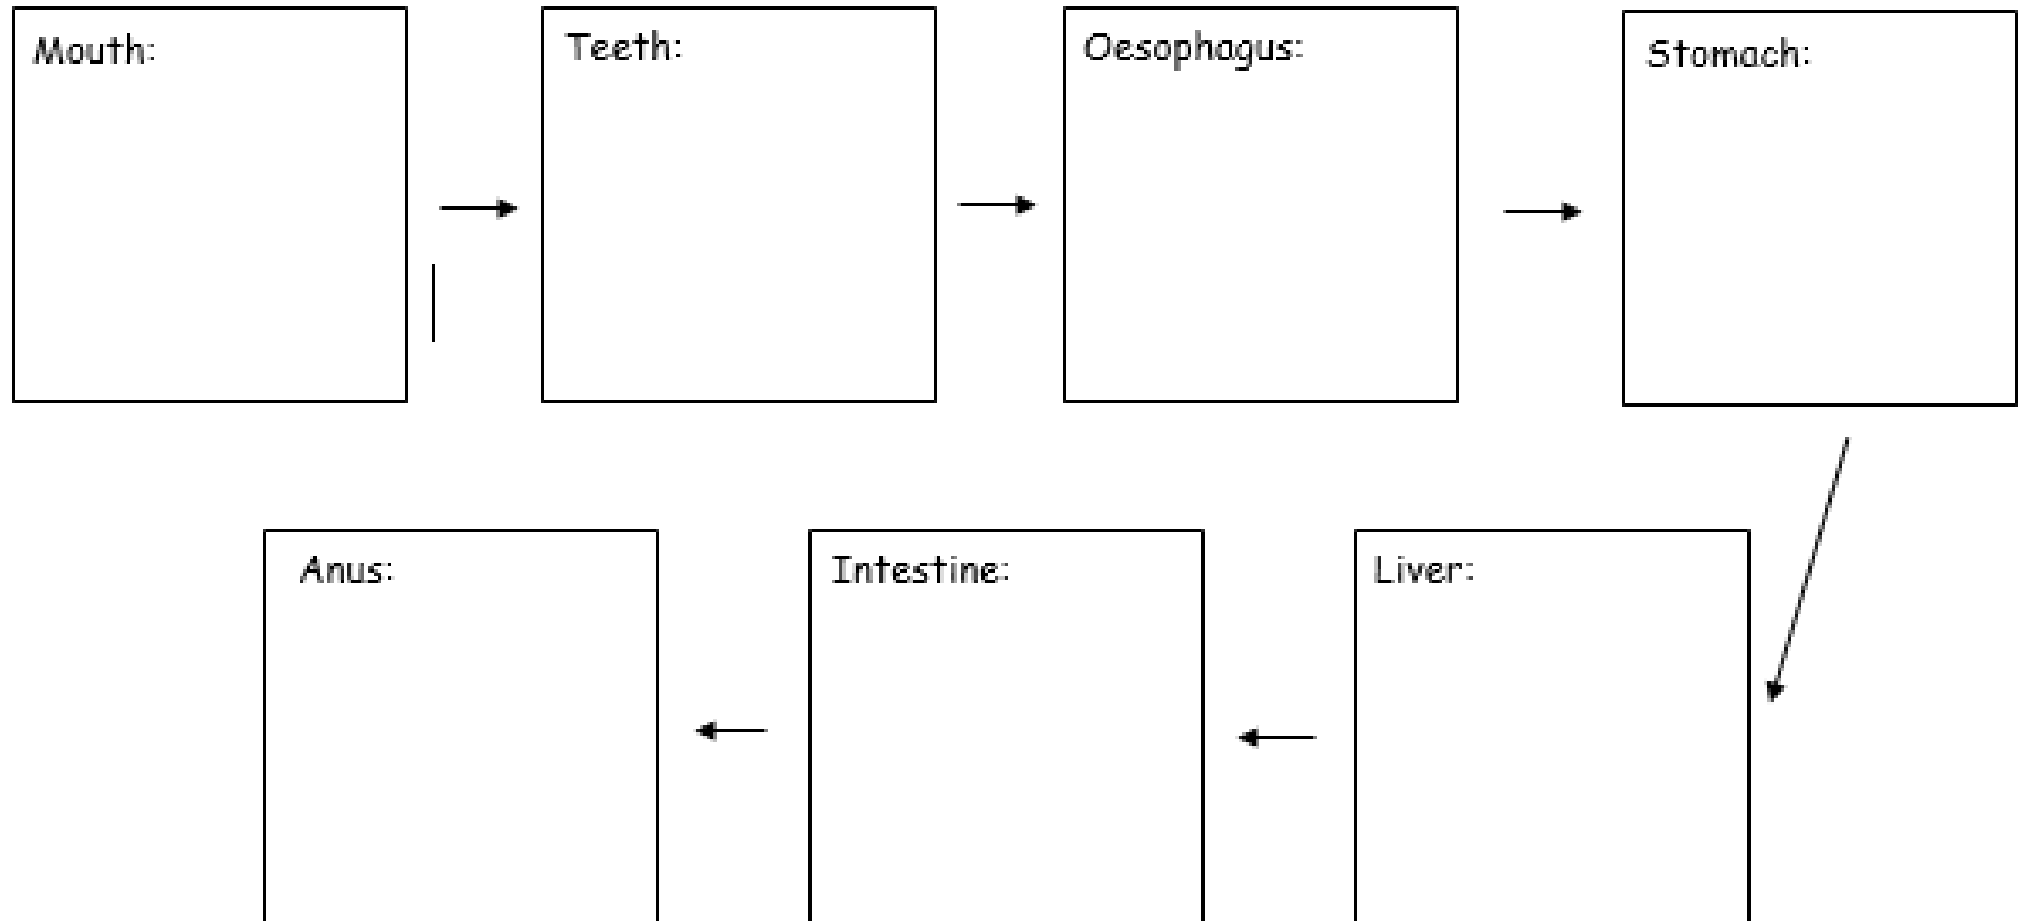 Mouth:
Teeth:
Oesophagus:
Stomach:
Liver:
Intestine:
Anus: